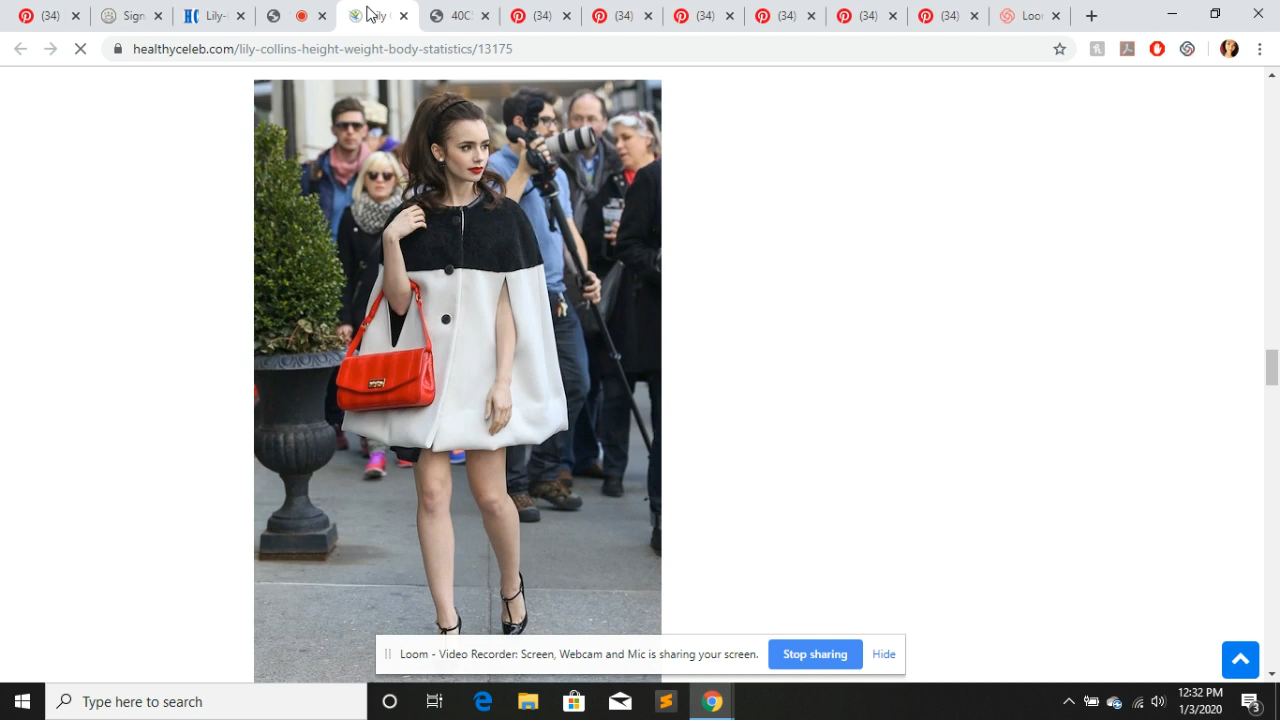 (34)
Sign
Lily-
Lily
40C
(34)
(34)
(34)
(34)
(34)
(34)
Loor
healthyceleb.com/lily-collins-height-weight-body-statistics/13175
Loom - Video Recorder: Screen, Webcam and Mic is sharing your screen.
Stop sharing
Hide
Type here to search
12:32 PM
1/3/2020
3